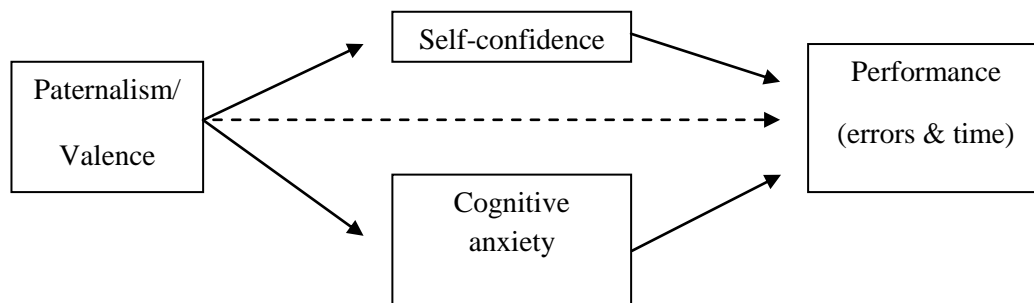 Self-confidence
Paternalism/
Valence
Performance
(errors & time)
Cognitive
anxiety